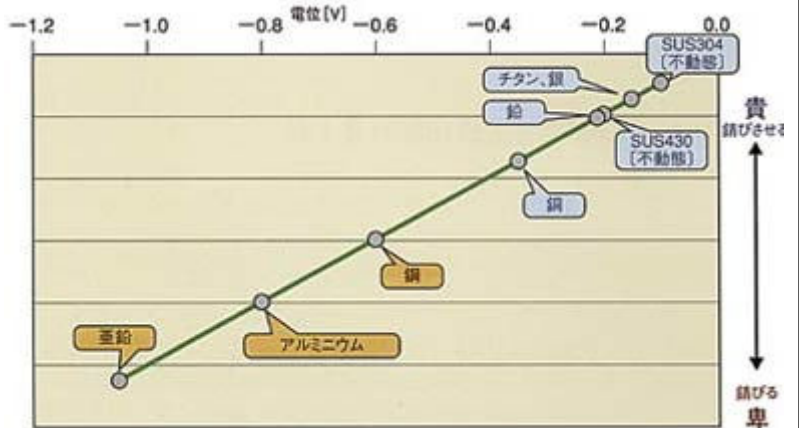 電位[V]
−1.2 −1.0 −0.8 −0.6 −0.4 −0.2 0.0
SUS304
〔不動態〕
チタン、銀
鉛
SUS430
〔不動態〕
銅
鋼
アルミニウム
亜鉛
貴
錆びさせる
錆びる
卑